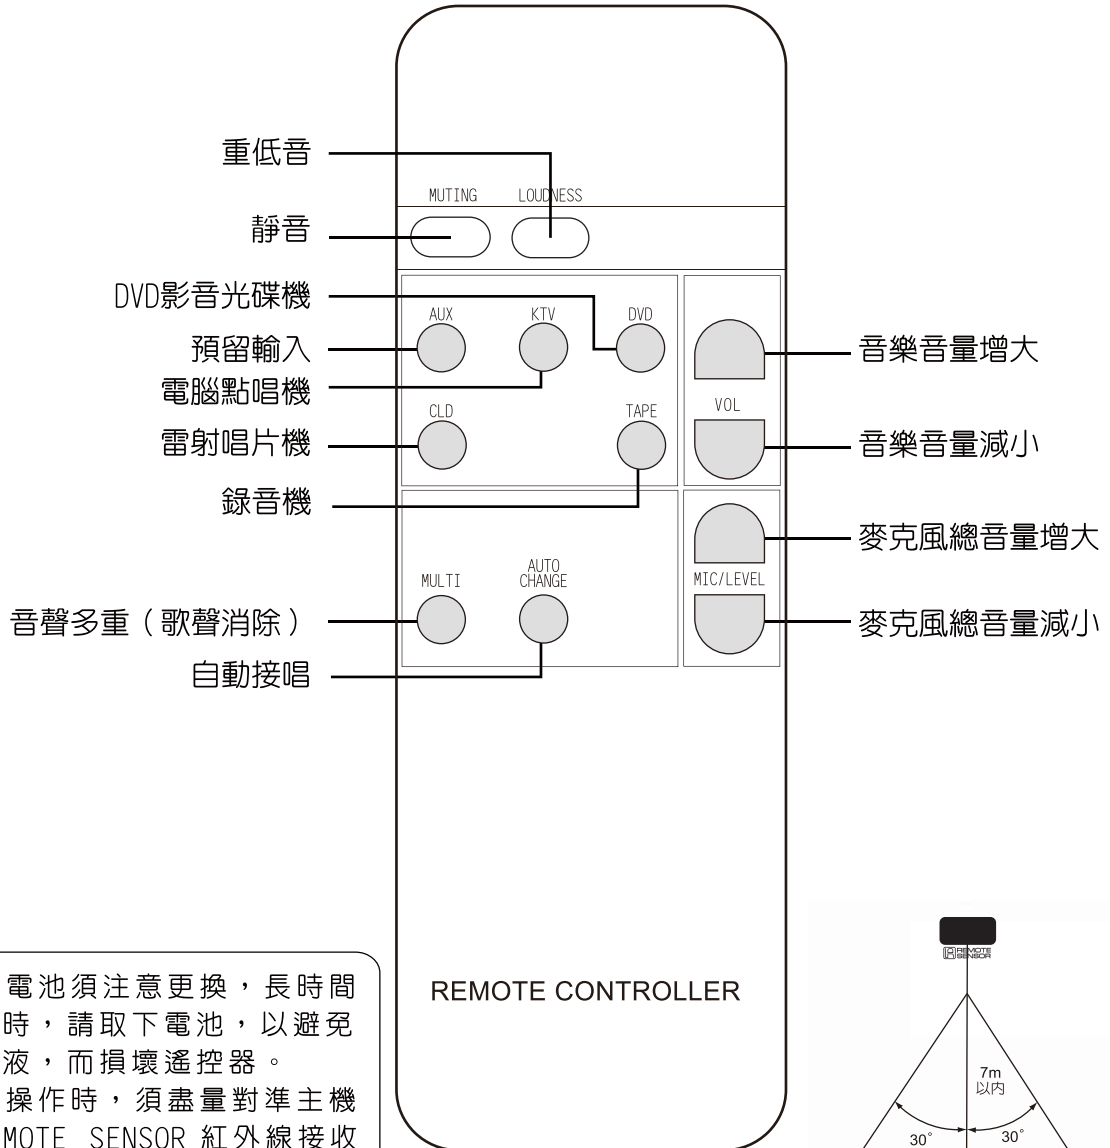 重低音
MUTING LOUDNESS
靜音
DVD影音光碟機
AUX KTV DVD
預留輸入
音樂音量增大
電腦點唱機
CLD TAPE VOL
雷射唱片機
音樂音量減小
錄音機
麥克風總音量增大
MULTI AUTO CHANGE MIC/LEVEL
音聲多重（歌聲消除）
麥克風總音量減小
自動接唱
REMOTE CONTROLLER
電池須注意更換，長時間
時，請取下電池，以避免
液，而損壞遙控器。
操作時，須盡量對準主機
MOTE SENSOR 紅外線接收
REMOTE
SENSOR
7m
以內
30° 30°